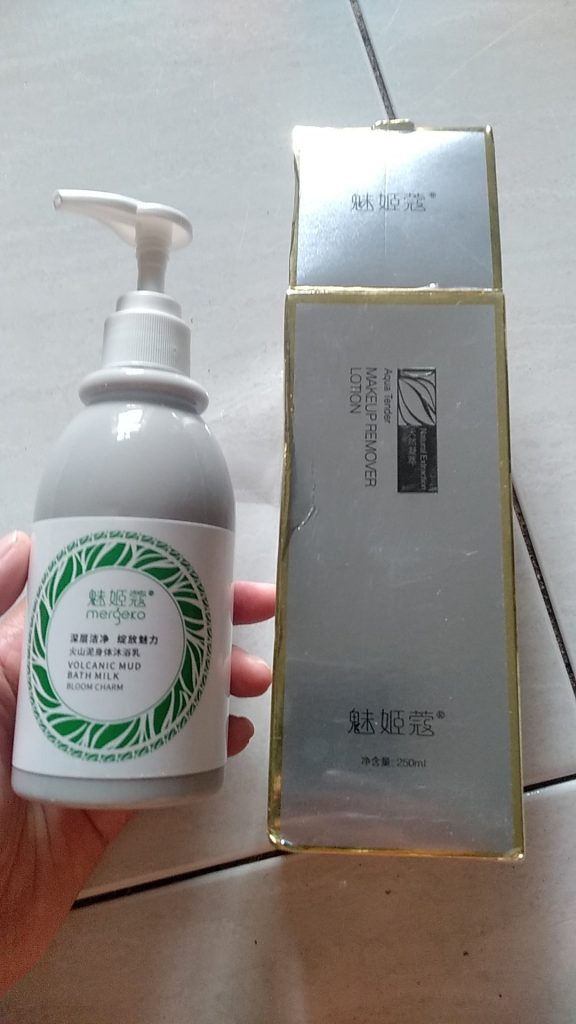 魅姬蔻®
mergeko
深层洁净 绽放魅力
火山泥身体沐浴乳
VOLCANIC MUD
BATH MILK
BLOOM CHARM
魅姬蔻®
Natural Extraction
Aqua Tender
MAKEUP REMOVER
LOTION
魅姬蔻®
净含量: 250ml